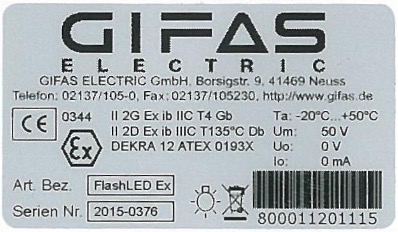 GIFAS
ELECTRIC
GIFAS ELECTRIC GmbH, Borsigstr. 9, 41469 Neuss
Telefon: 02137/105-0, Fax: 02137/105230, http://www.gifas.de
CE 0344 II 2G Ex ib IIC T4 Gb Ta: -20°C...+50°C
II 2D Ex ib IIIC T135°C Db Um: 50 V
Ex DEKRA 12 ATEX 0193X Uo: 0 V
Io: 0 mA
Art. Bez. FlashLED Ex
Serien Nr. 2015-0376
800011201115